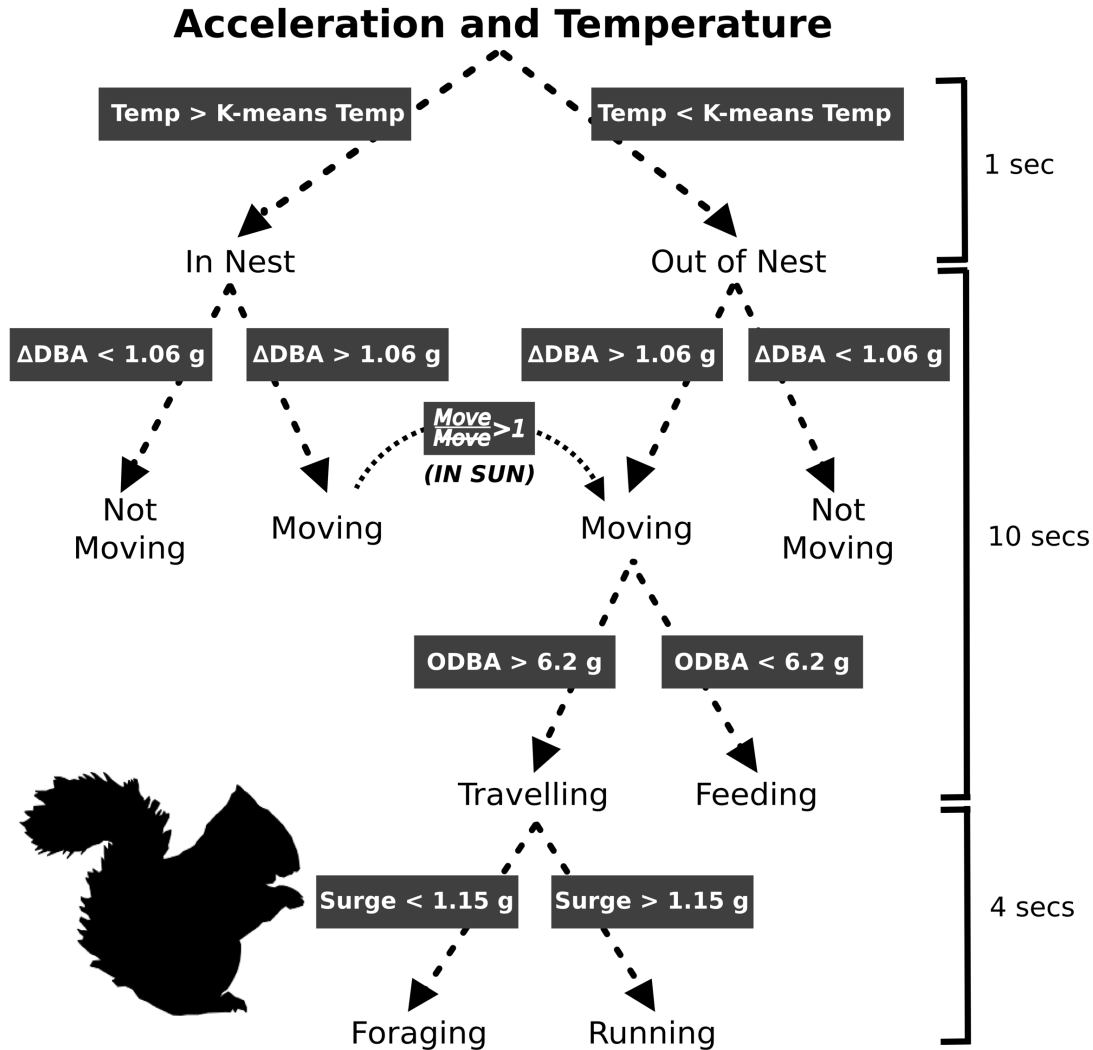 Acceleration and Temperature
Temp > K-means Temp
Temp < K-means Temp
1 sec
In Nest
Out of Nest
ΔDBA < 1.06 g
ΔDBA > 1.06 g
ΔDBA > 1.06 g
ΔDBA < 1.06 g
Move
Move
>1
(IN SUN)
Not
Moving
Moving
Moving
Not
Moving
10 secs
ODBA > 6.2 g
ODBA < 6.2 g
Travelling
Feeding
Surge < 1.15 g
Surge > 1.15 g
4 secs
Foraging
Running